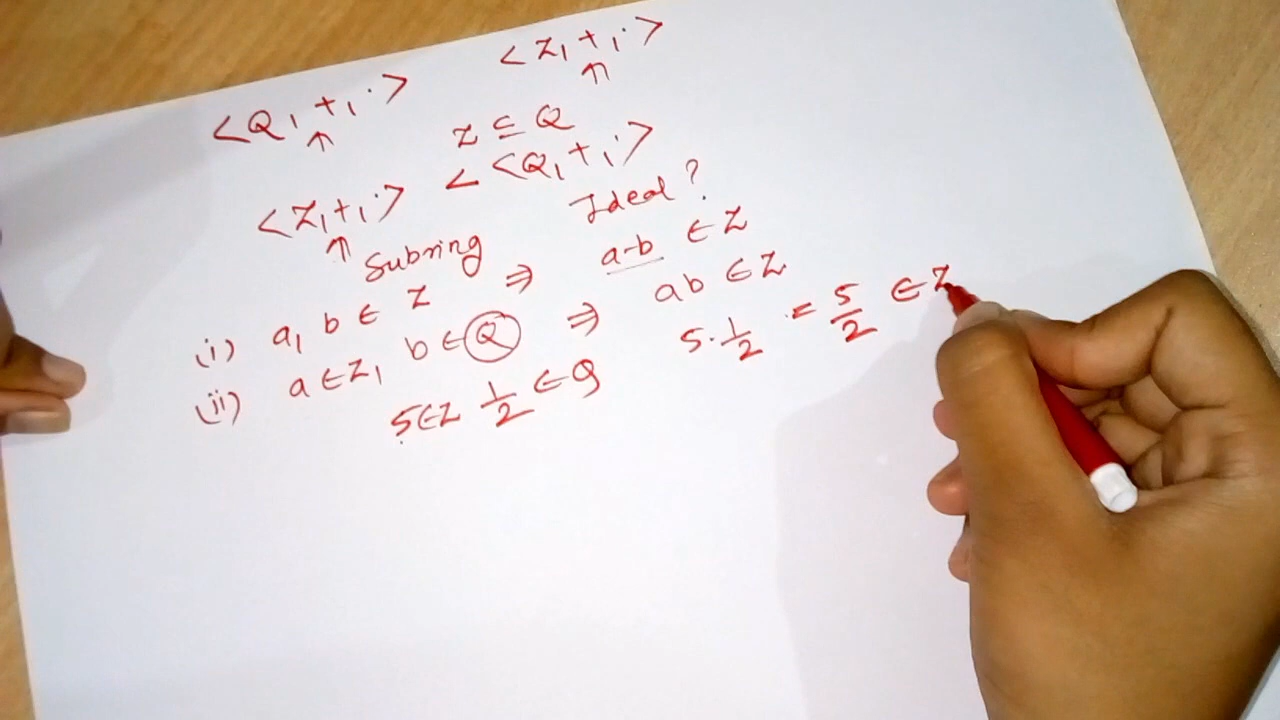 <Q, +, ·> <Z, +, ·>
↑ ↑
Z ⊆ Q
<Z, +, ·> < <Q, +, ·>
↑ Subring Ideal ?
(i) a, b ∈ Z ⇒ a-b ∈ Z
(ii) a ∈ Z, b ∈ Q ⇒ ab ∈ Z
5 ∈ Z 1/2 ∈ Q 5·1/2 = 5/2 ∈ Z